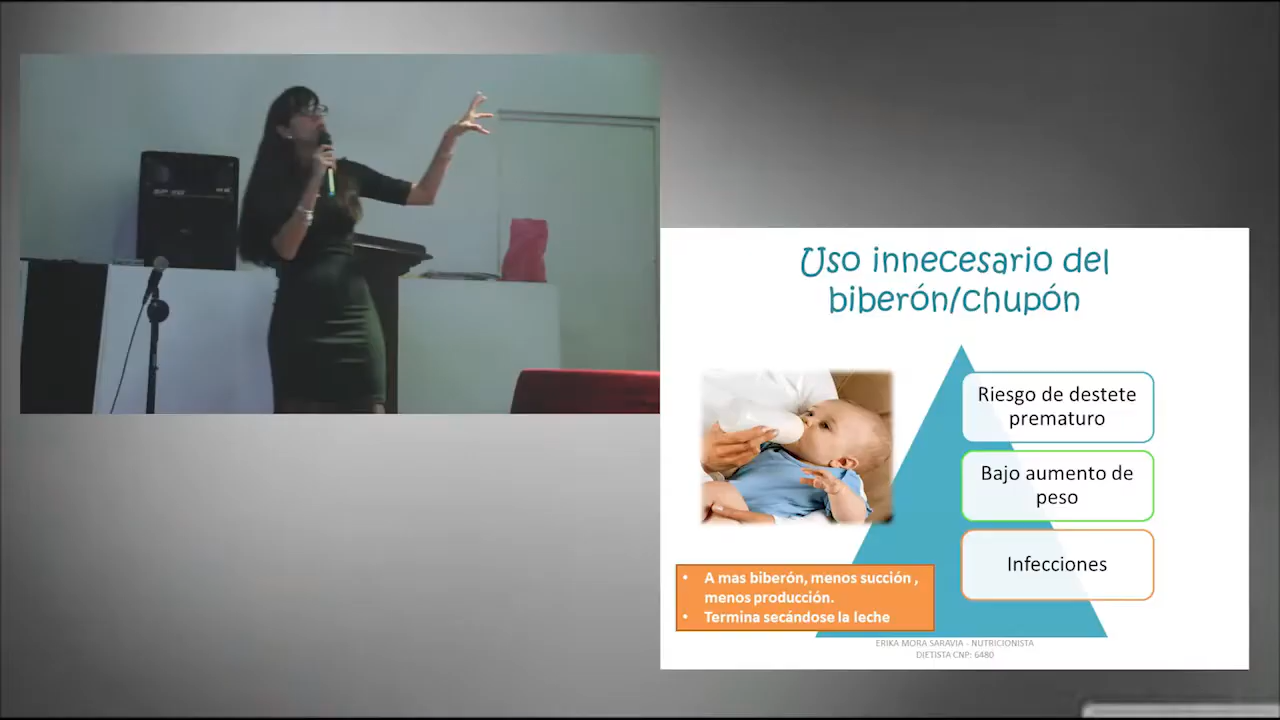 Uso innecesario del
biberón/chupón
Riesgo de destete
prematuro
Bajo aumento de
peso
Infecciones
• A mas biberón, menos succión ,
menos producción.
• Termina secándose la leche
ERIKA MORA SARAVIA - NUTRICIONISTA
DIETISTA CNP: 6480